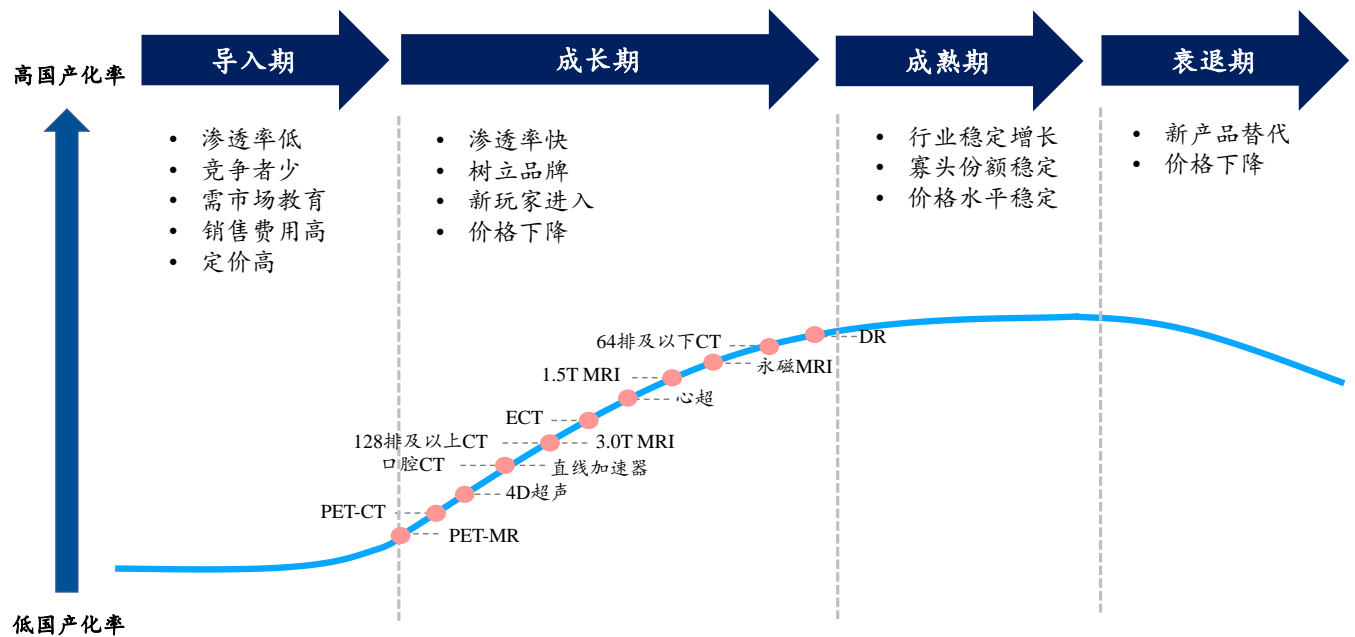 导入期
成长期
成熟期
衰退期
高国产化率
• 渗透率低
• 竞争者少
• 需市场教育
• 销售费用高
• 定价高
• 渗透率快
• 树立品牌
• 新玩家进入
• 价格下降
• 行业稳定增长
• 寡头份额稳定
• 价格水平稳定
• 新产品替代
• 价格下降
64排及以下CT
DR
永磁MRI
1.5T MRI
心超
ECT
128排及以上CT
3.0T MRI
口腔CT
直线加速器
4D超声
PET-CT
PET-MR
低国产化率